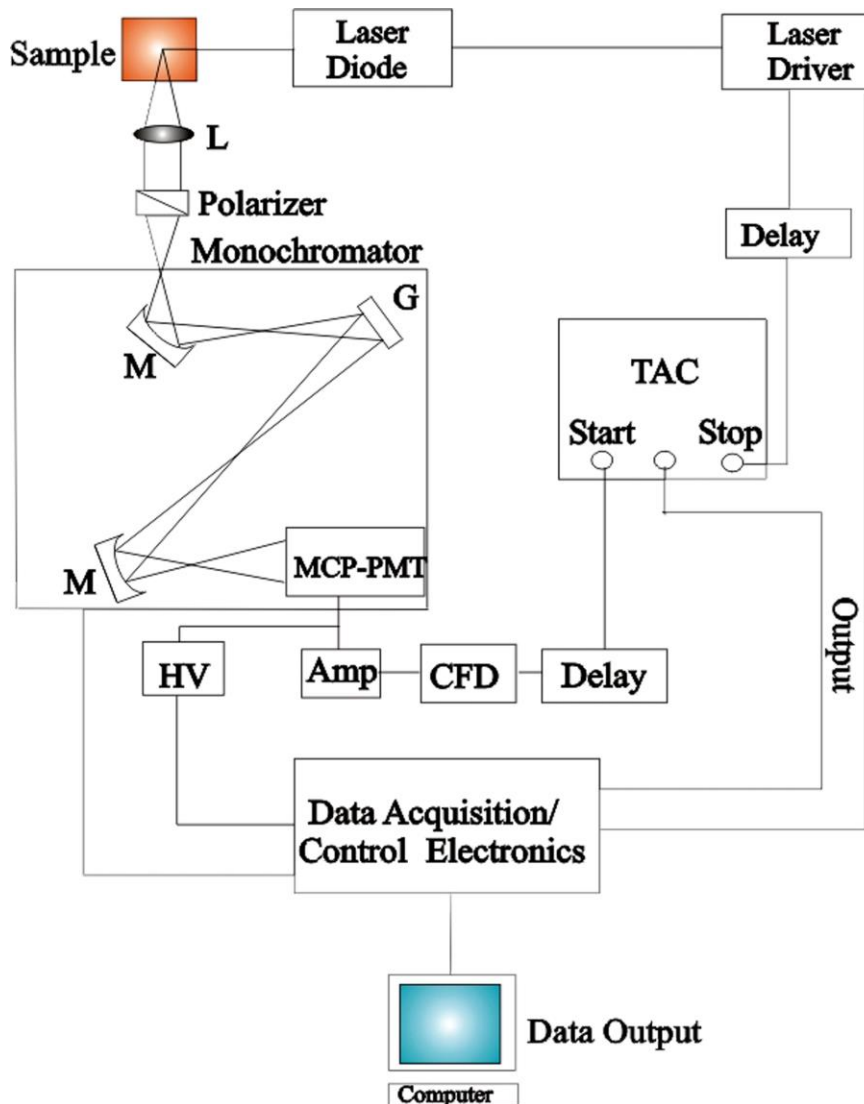 Sample
Laser
Diode
Laser
Driver
L
Polarizer
Delay
Monochromator
G
M
TAC
Start
Stop
M
MCP-PMT
Output
HV
Amp
CFD
Delay
Data Acquisition/
Control Electronics
Data Output
Computer